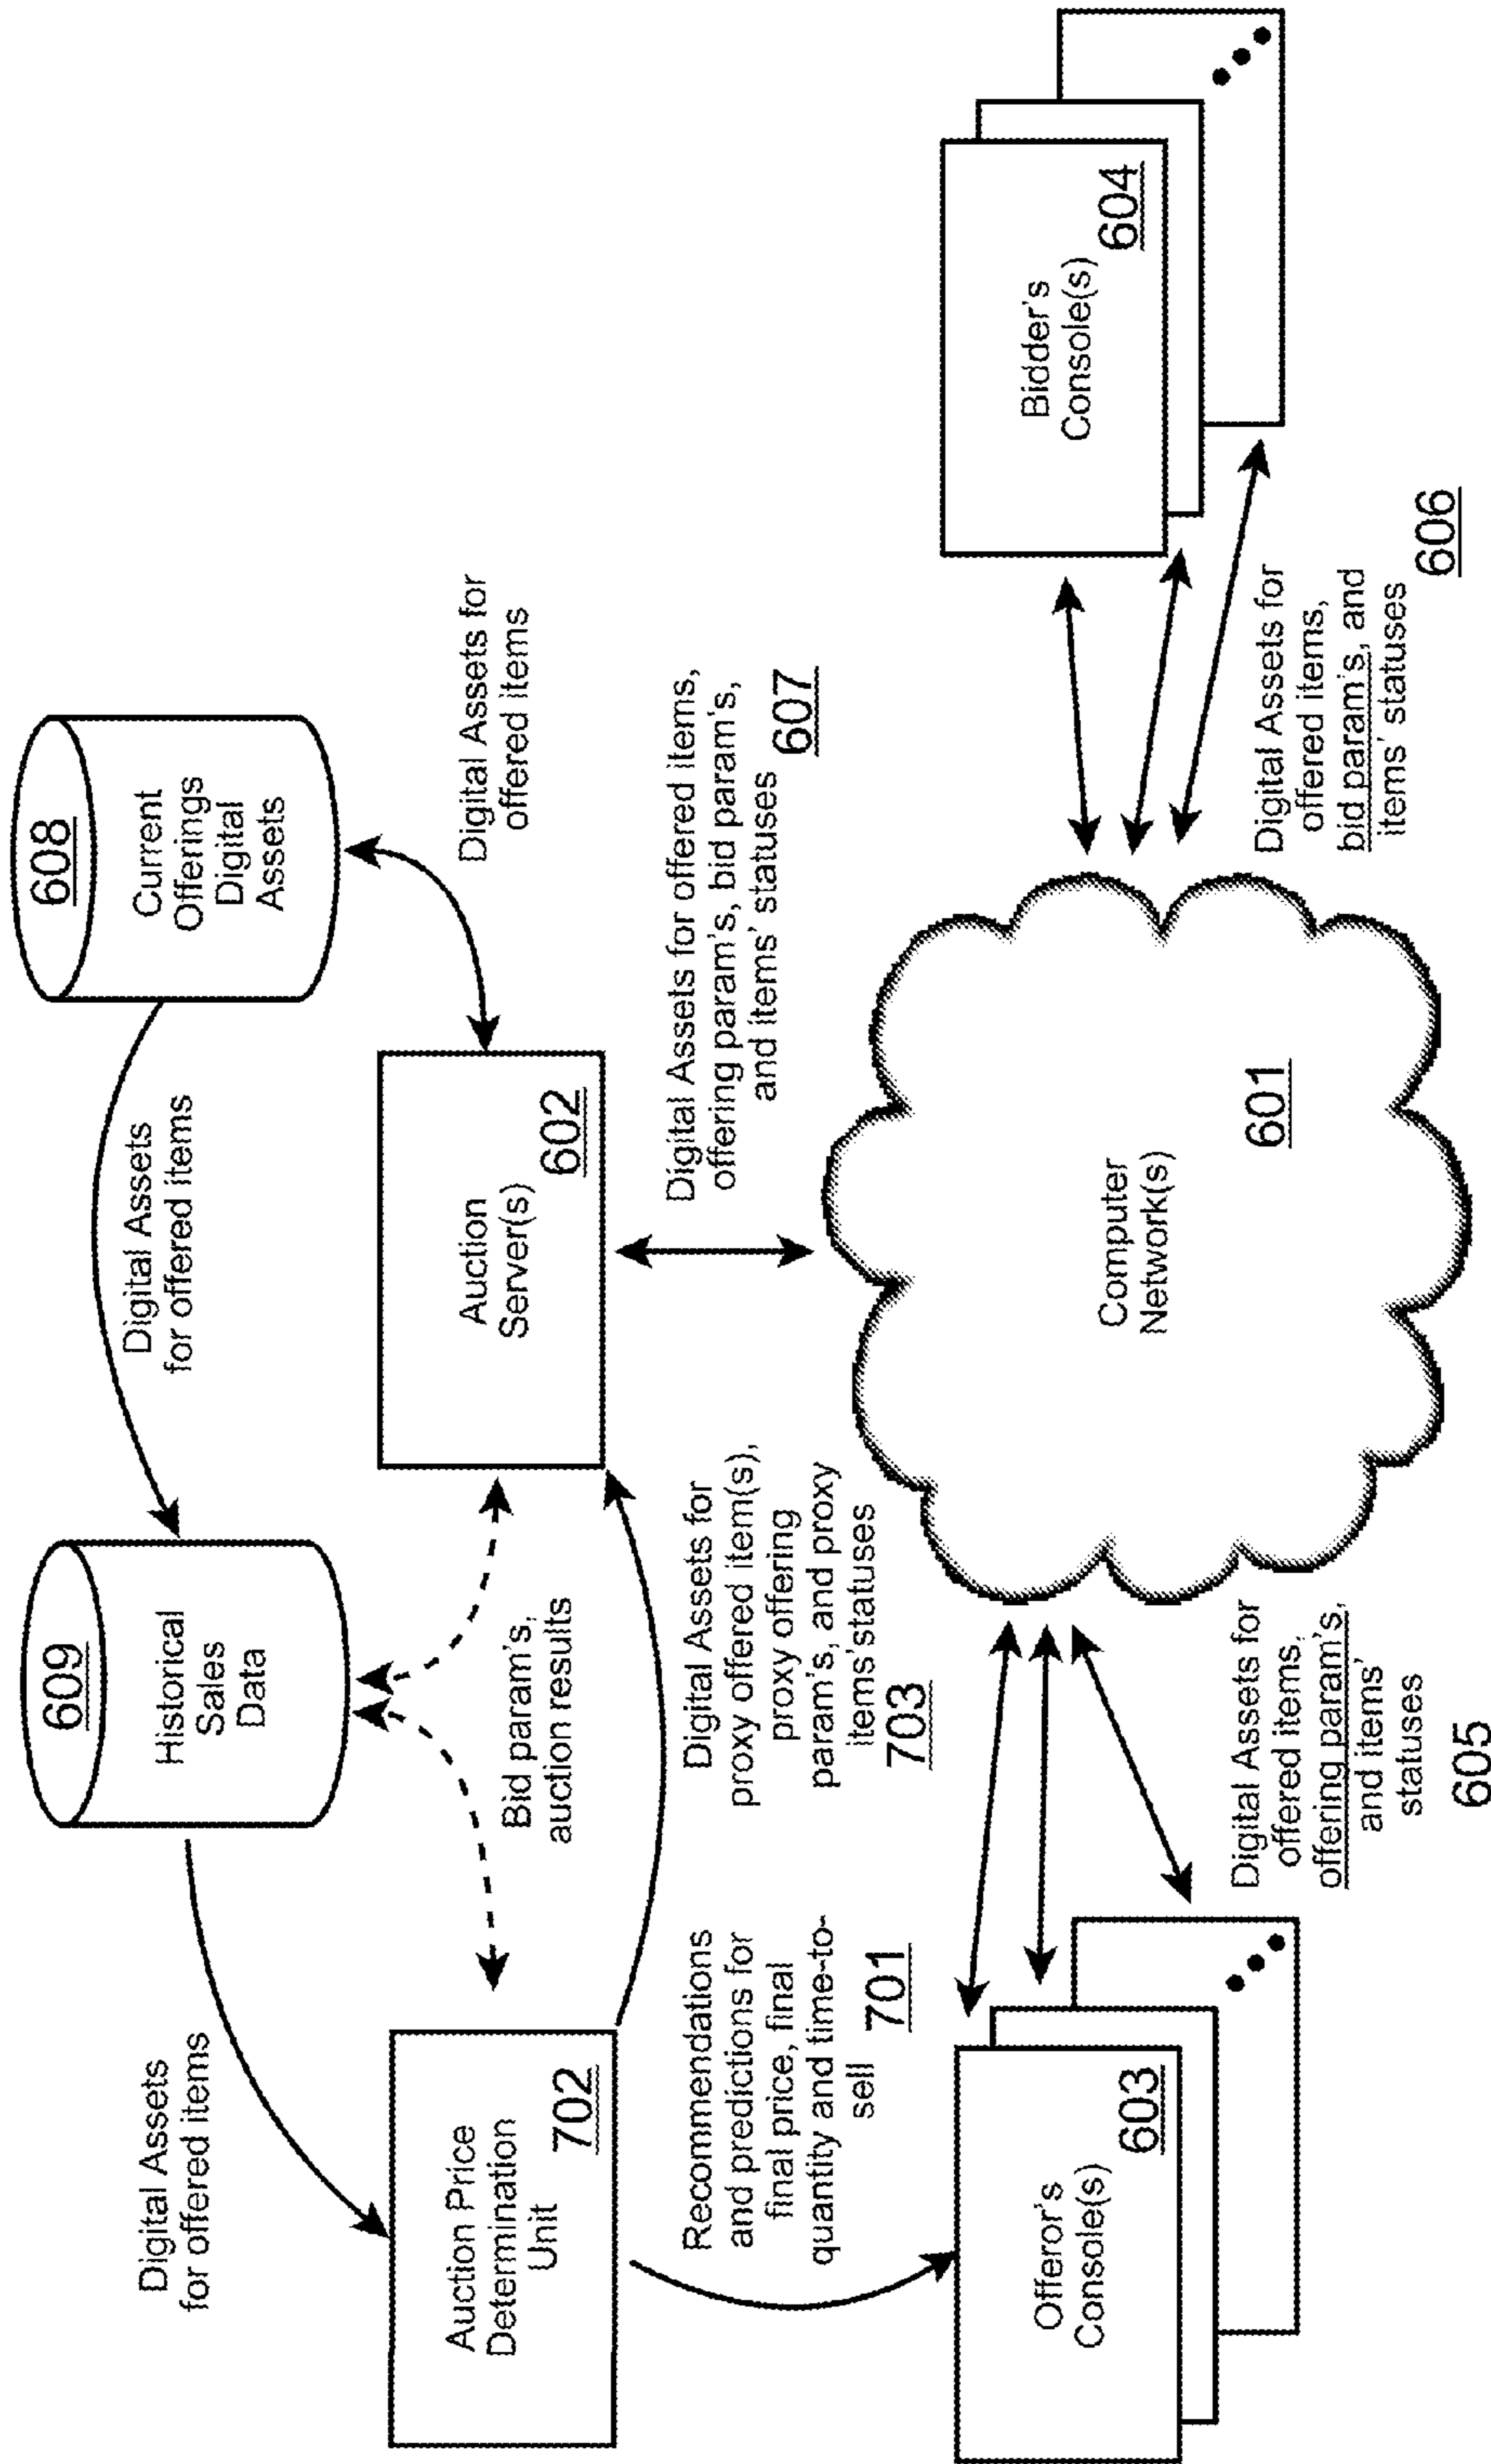 Digital Assets
for offered items
609
Historical
Sales
Data
Digital Assets
for offered items
608
Current
Offerings
Digital
Assets
Digital Assets for
offered items
Auction Price
Determination
Unit
702
Bid param's,
auction results
Auction
Server(s)
602
Recommendations
and predictions for
final price, final
quantity and time-to-
sell
701
Digital Assets for
proxy offered item(s),
proxy offering
param's, and proxy
items'statuses
703
Digital Assets for offered items,
offering param's, bid param's,
and items' statuses
607
Offeror's
Console(s)
603
Digital Assets for
offered items,
offering param's,
and items'
statuses
605
Computer
Network(s)
601
Digital Assets for
offered items,
bid param's, and
items' statuses
606
Bidder's
Console(s)
604